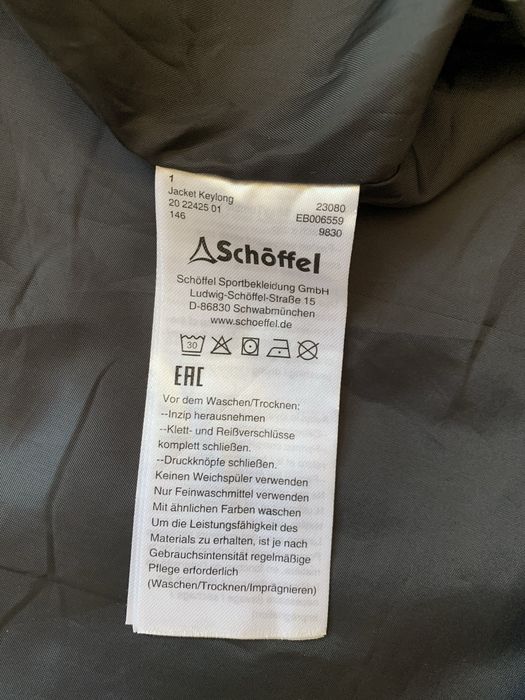 1
Jacket Keylong
20 22425 01
146
23080
EB006559
9830
Schöffel
Schöffel Sportbekleidung GmbH
Ludwig-Schöffel-Straße 15
D-86830 Schwabmünchen
www.schoeffel.de
30
EAC
Vor dem Waschen/Trocknen:
--Inzip herausnehmen
--Klett- und Reißverschlüsse
komplett schließen.
--Druckknöpfe schließen.
Keinen Weichspüler verwenden
Nur Feinwaschmittel verwenden
Mit ähnlichen Farben waschen
Um die Leistungsfähigkeit des
Materials zu erhalten, ist je nach
Gebrauchsintensität regelmäßige
Pflege erforderlich
(Waschen/Trocknen/Imprägnieren)